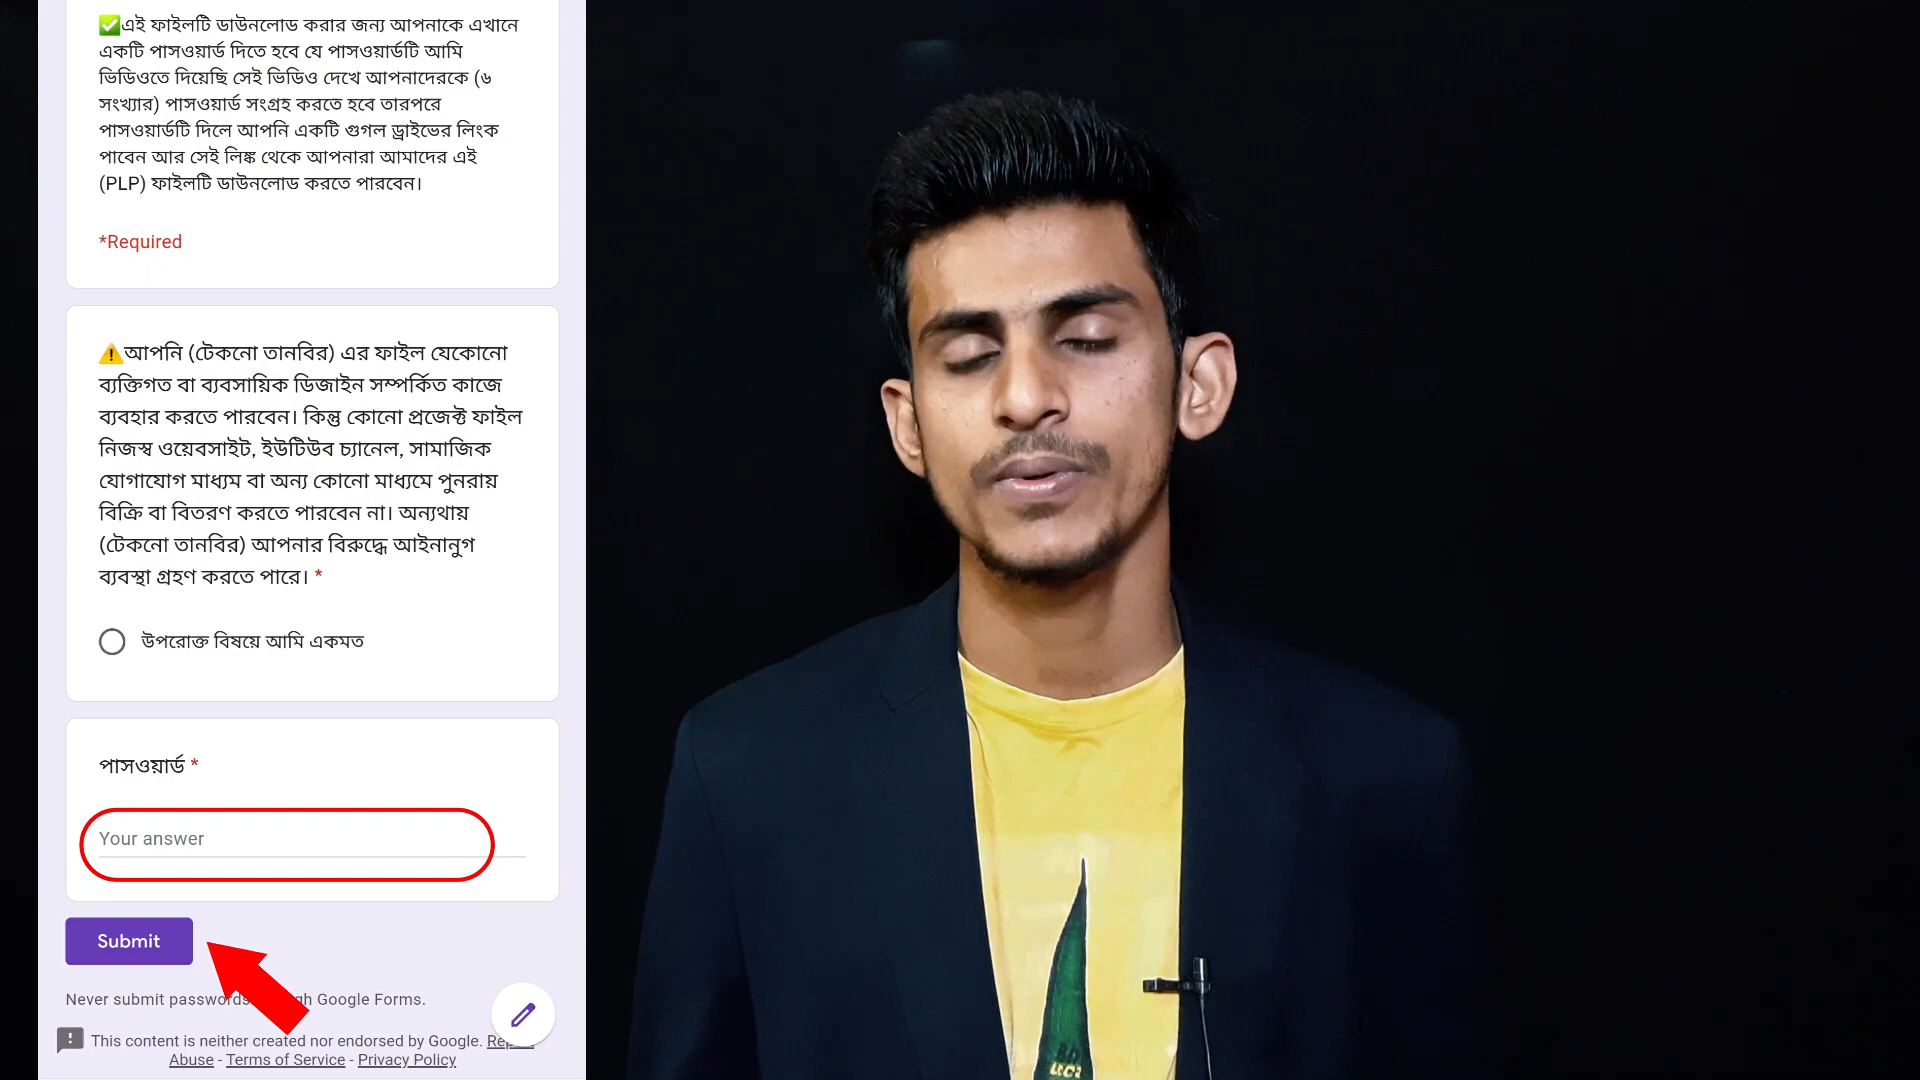 ✅এই ফাইলটি ডাউনলোড করার জন্য আপনাকে এখানে
একটি পাসওয়ার্ড দিতে হবে যে পাসওয়ার্ডটি আমি
ভিডিওতে দিয়েছি সেই ভিডিও দেখে আপনাদেরকে (৬
সংখ্যার) পাসওয়ার্ড সংগ্রহ করতে হবে তারপরে
পাসওয়ার্ডটি দিলে আপনি একটি গুগল ড্রাইভের লিংক
পাবেন আর সেই লিঙ্ক থেকে আপনারা আমাদের এই
(PLP) ফাইলটি ডাউনলোড করতে পারবেন।
*Required
⚠️আপনি (টেকনো তানবির) এর ফাইল যেকোনো
ব্যক্তিগত বা ব্যবসায়িক ডিজাইন সম্পর্কিত কাজে
ব্যবহার করতে পারবেন। কিন্তু কোনো প্রজেক্ট ফাইল
নিজস্ব ওয়েবসাইট, ইউটিউব চ্যানেল, সামাজিক
যোগাযোগ মাধ্যম বা অন্য কোনো মাধ্যমে পুনরায়
বিক্রি বা বিতরণ করতে পারবেন না। অন্যথায়
(টেকনো তানবির) আপনার বিরুদ্ধে আইনানুগ
ব্যবস্থা গ্রহণ করতে পারে। *
উপরোক্ত বিষয়ে আমি একমত
পাসওয়ার্ড *
Your answer
Submit
Never submit passwords Google Forms.
This content is neither created nor endorsed by Google.
Abuse - Terms of Service - Privacy Policy